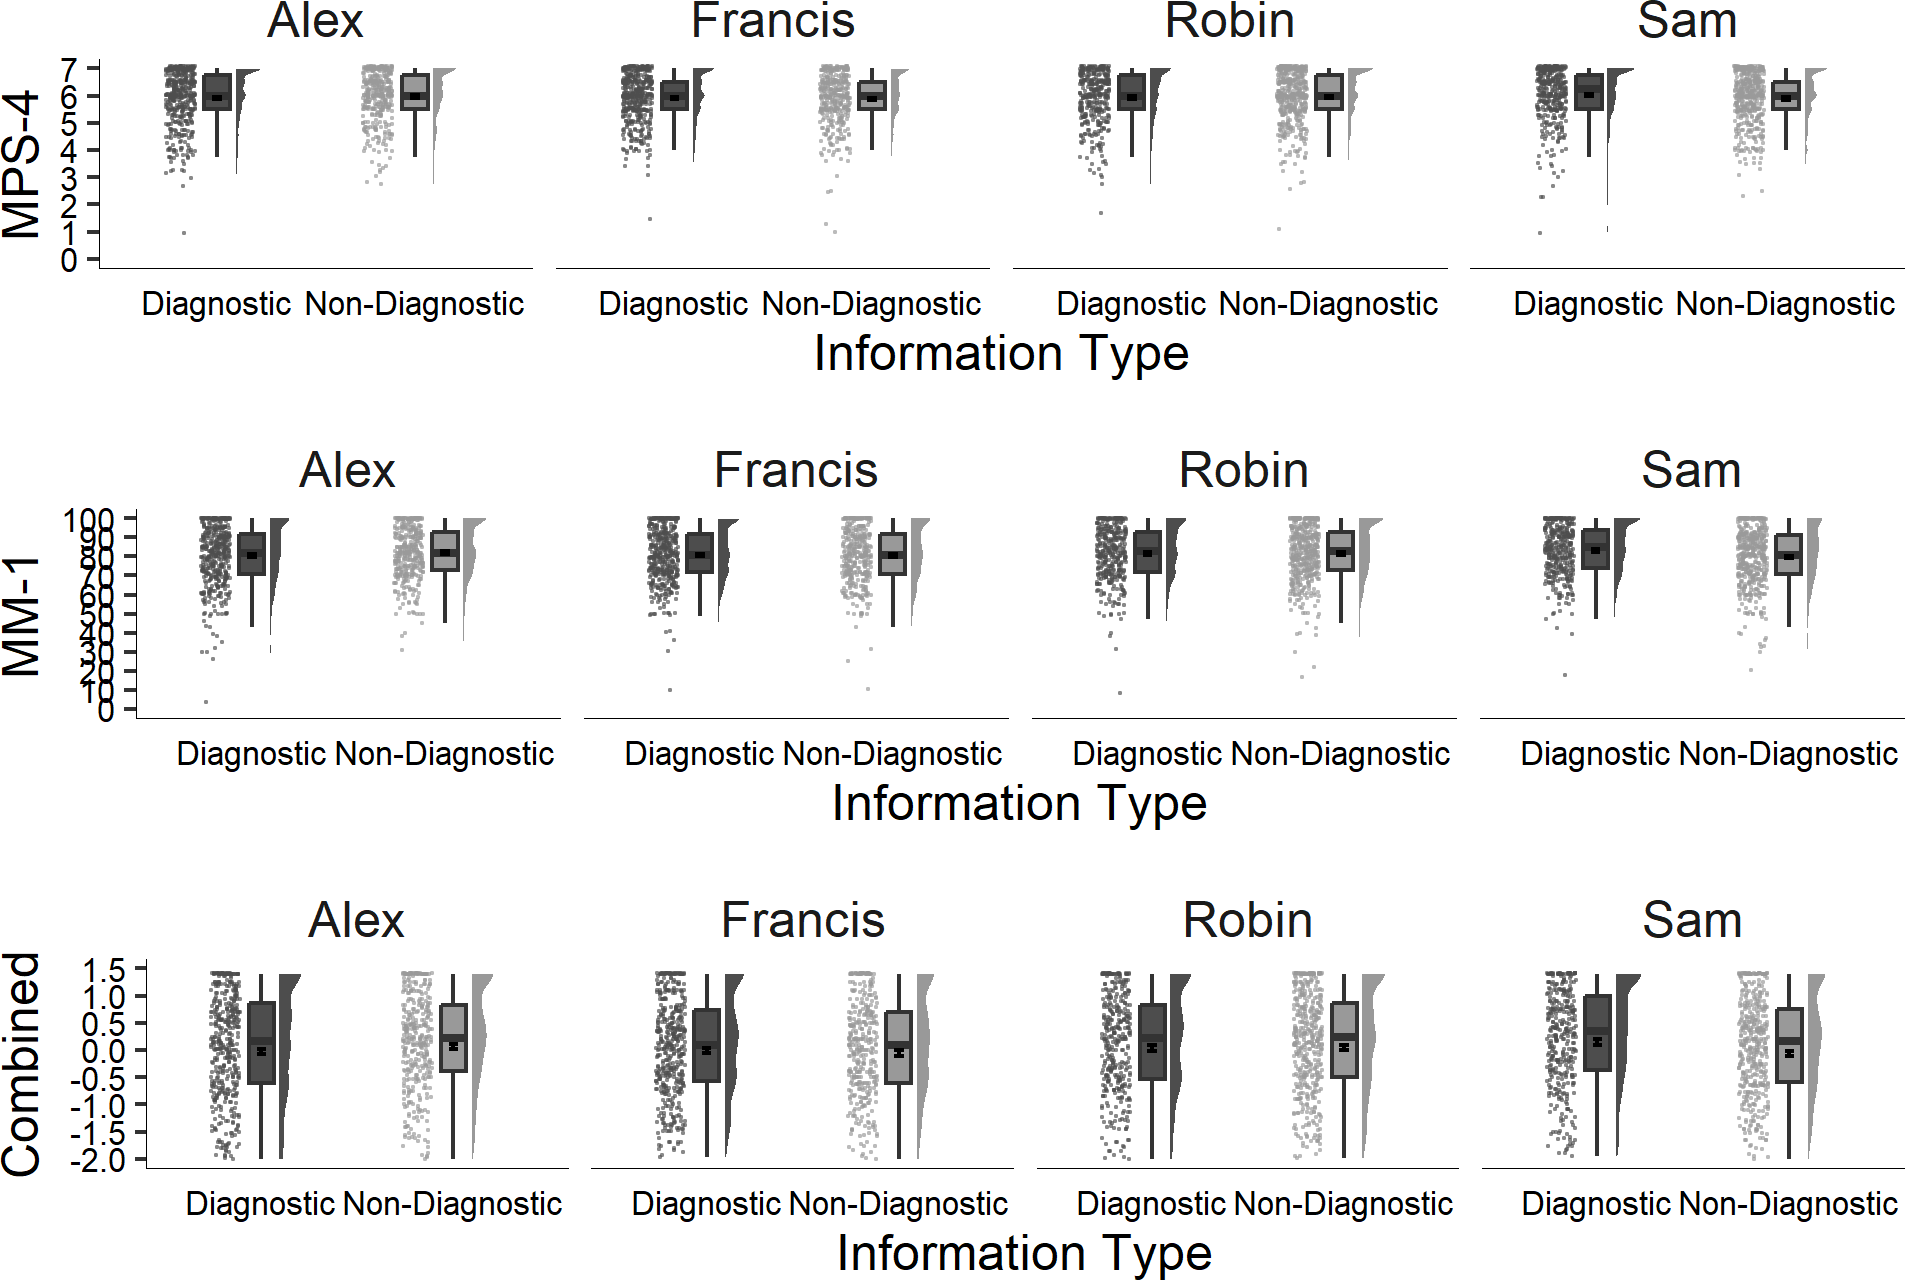 Alex Francis Robin Sam
MPS-4
7
6
5
4
3
2
1
0
Diagnostic Non-Diagnostic Diagnostic Non-Diagnostic Diagnostic Non-Diagnostic Diagnostic Non-Diagnostic
Information Type
Alex Francis Robin Sam
MM-1
100
90
80
70
60
50
40
30
20
10
0
Diagnostic Non-Diagnostic Diagnostic Non-Diagnostic Diagnostic Non-Diagnostic Diagnostic Non-Diagnostic
Information Type
Alex Francis Robin Sam
Combined
1.5
1.0
0.5
0.0
-0.5
-1.0
-1.5
-2.0
Diagnostic Non-Diagnostic Diagnostic Non-Diagnostic Diagnostic Non-Diagnostic Diagnostic Non-Diagnostic
Information Type